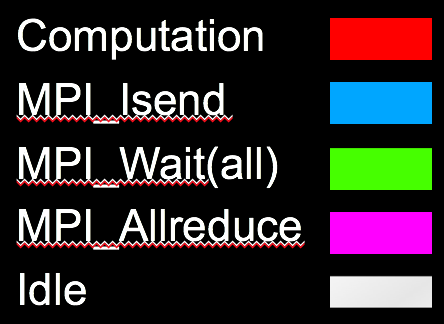 Computation
MPI_Isend
MPI_Wait(all)
MPI_Allreduce
Idle